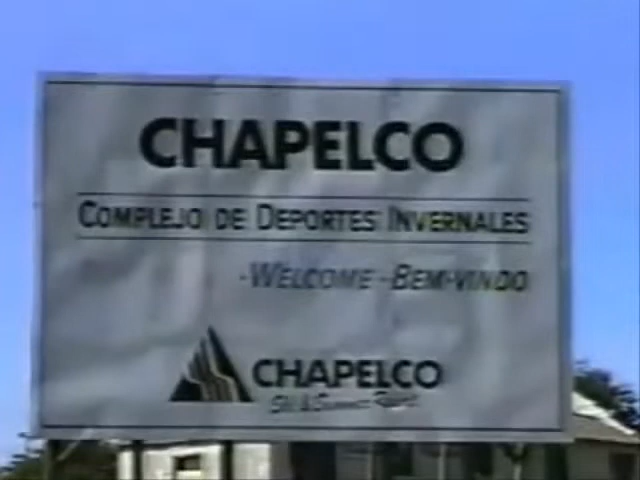 CHAPELCO
COMPLEJO DE DEPORTES INVERNALES
-WELCOME -BEM-VINDO
CHAPELCO